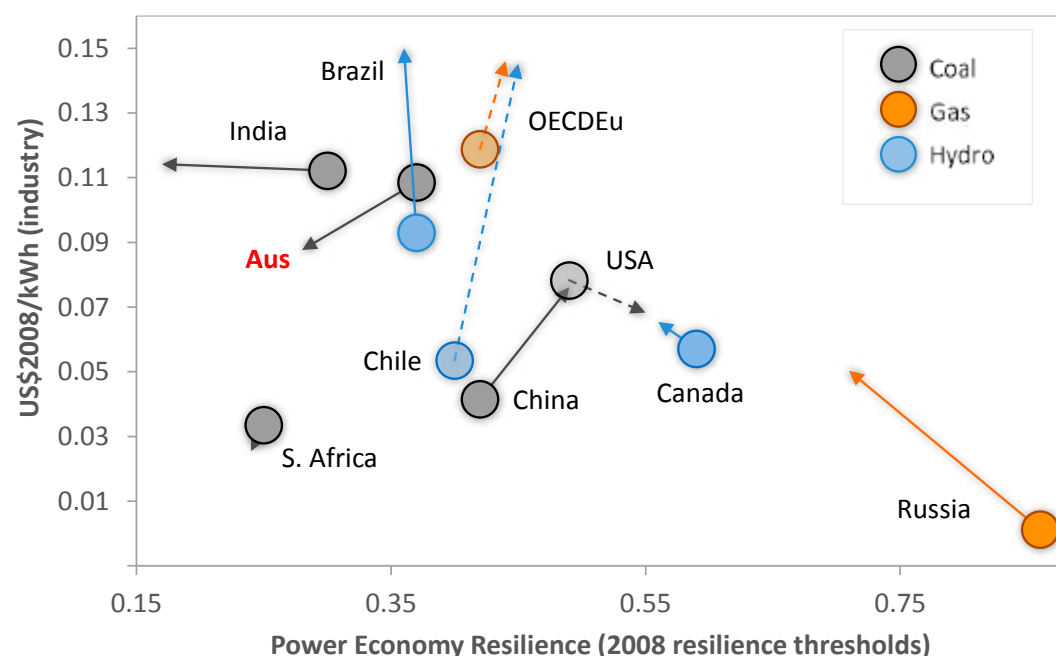 US$2008/kWh (industry)
0.15
0.13
0.11
0.09
0.07
0.05
0.03
0.01
Brazil
India
OECDEu
Aus
USA
Chile
China
Canada
S. Africa
Russia
Coal
Gas
Hydro
0.15
0.35
0.55
0.75
Power Economy Resilience (2008 resilience thresholds)